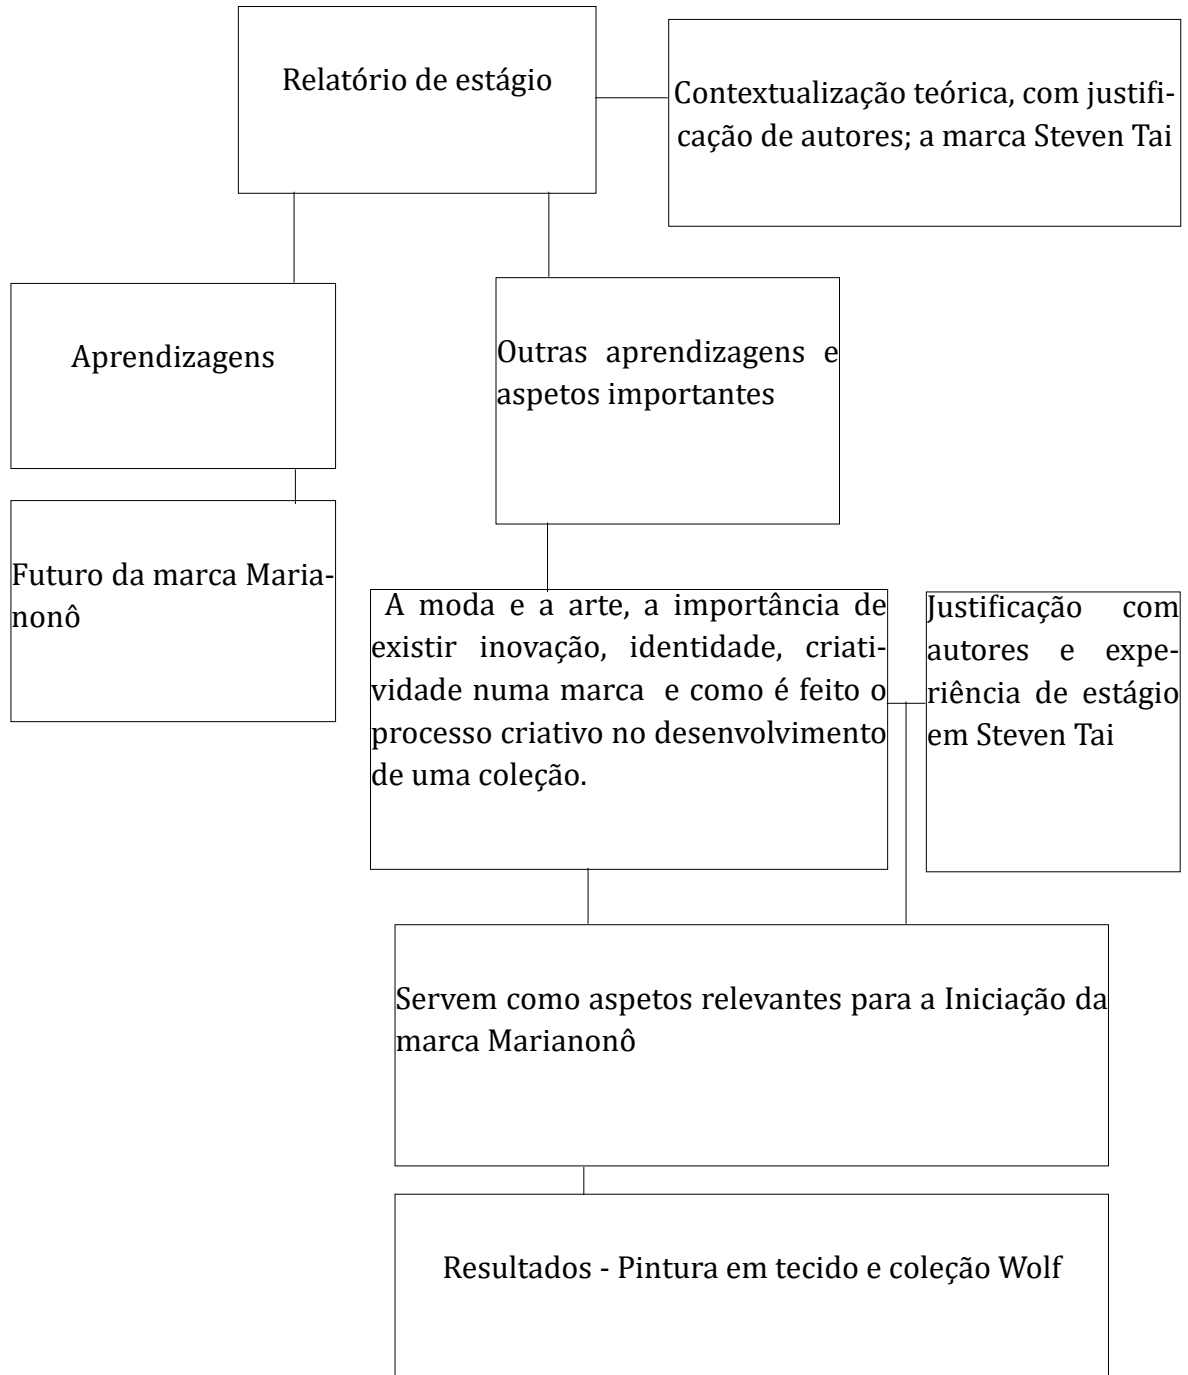 Relatório de estágio
Contextualização teórica, com justifi-
cação de autores; a marca Steven Tai
Aprendizagens
Outras aprendizagens e
aspetos importantes
Futuro da marca Maria-
nonô
A moda e a arte, a importância de
existir inovação, identidade, criati-
vidade numa marca e como é feito o
processo criativo no desenvolvimento
de uma coleção.
Justificação com
autores e expe-
riência de estágio
em Steven Tai
Servem como aspetos relevantes para a Iniciação da
marca Marianonô
Resultados - Pintura em tecido e coleção Wolf